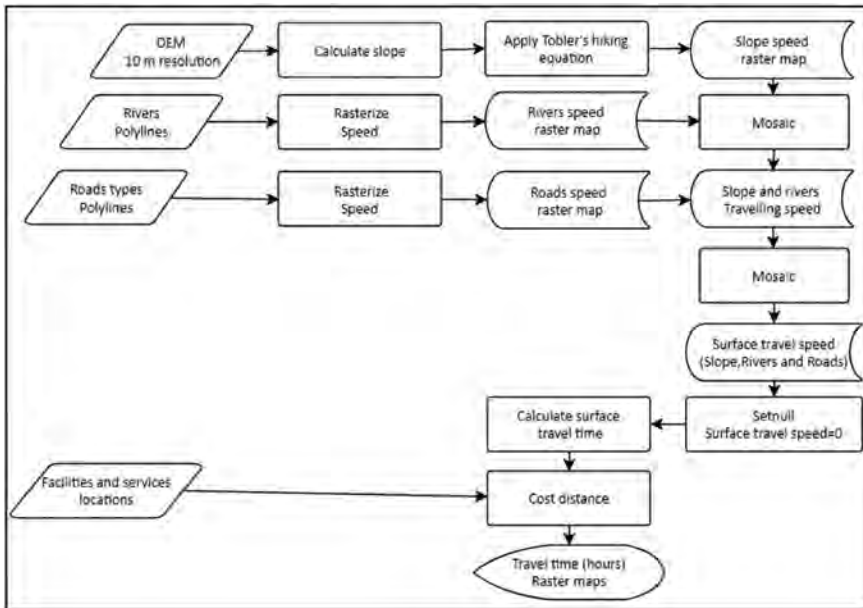 OEM
10 m resolution
Calculate slope
Apply Tobler's hiking
equation
Slope speed
raster map
Rivers
Polylines
Rasterize
Speed
Rivers speed
raster map
Mosaic
Roads types
Polylines
Rasterize
Speed
Roads speed
raster map
Slope and rivers
Travelling speed
Mosaic
Surface travel speed
(Slope,Rivers and Roads)
Calculate surface
travel time
Setnull
Surface travel speed=0
Facilities and services
locations
Cost distance
Travel time (hours)
Raster maps